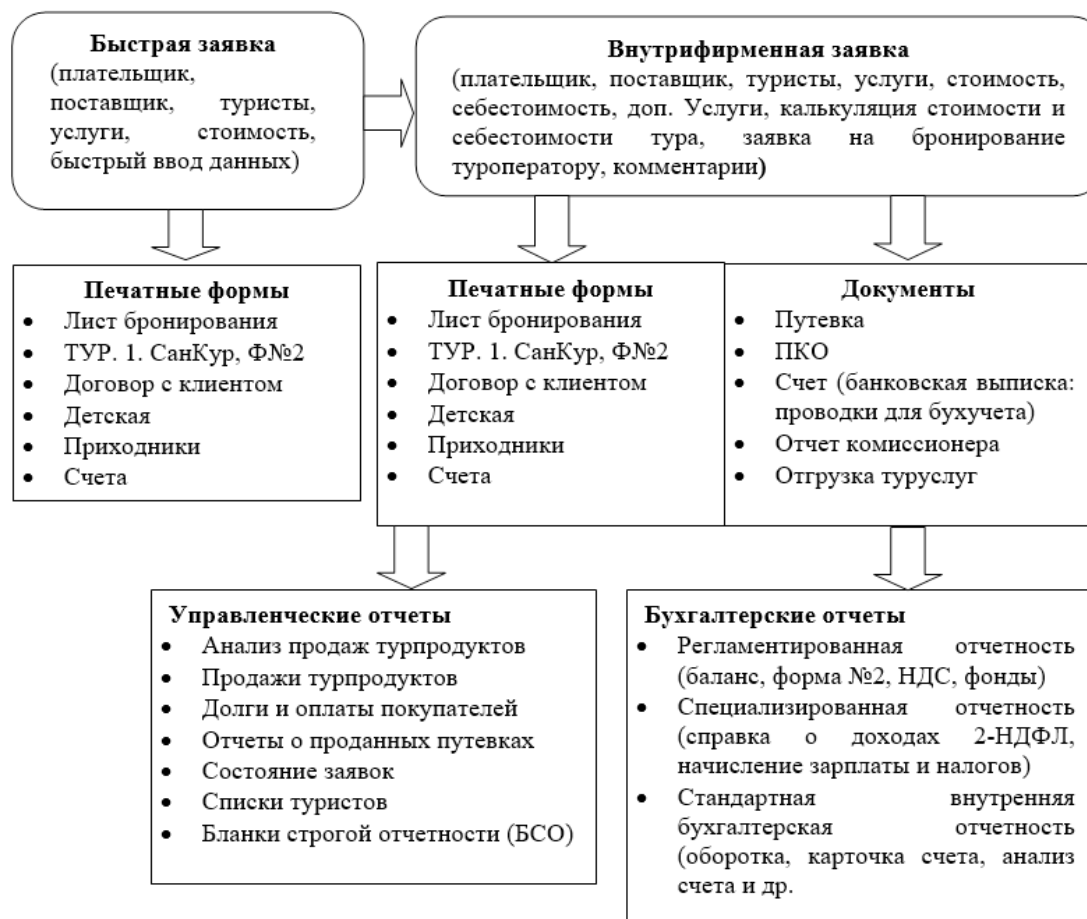 Быстрая заявка
(плательщик,
поставщик, туристы,
услуги, стоимость,
быстрый ввод данных)
Внутрифирменная заявка
(плательщик, поставщик, туристы, услуги, стоимость,
себестоимость, доп. Услуги, калькуляция стоимости и
себестоимости тура, заявка на бронирование
туроператору, комментарии)
Печатные формы
• Лист бронирования
• ТУР. 1. СанКур, Ф№2
• Договор с клиентом
• Детская
• Приходники
• Счета
Печатные формы
• Лист бронирования
• ТУР. 1. СанКур, Ф№2
• Договор с клиентом
• Детская
• Приходники
• Счета
Документы
• Путевка
• ПКО
• Счет (банковская выписка:
проводки для бухучета)
• Отчет комиссионера
• Отгрузка туруслуг
Управленческие отчеты
• Анализ продаж турпродуктов
• Продажи турпродуктов
• Долги и оплаты покупателей
• Отчеты о проданных путевках
• Состояние заявок
• Списки туристов
• Бланки строгой отчетности (БСО)
Бухгалтерские отчеты
• Регламентированная отчетность
(баланс, форма №2, НДС, фонды)
• Специализированная отчетность
(справка о доходах 2-НДФЛ,
начисление зарплаты и налогов)
• Стандартная внутренняя
бухгалтерская отчетность
(оборотка, карточка счета, анализ
счета и др.